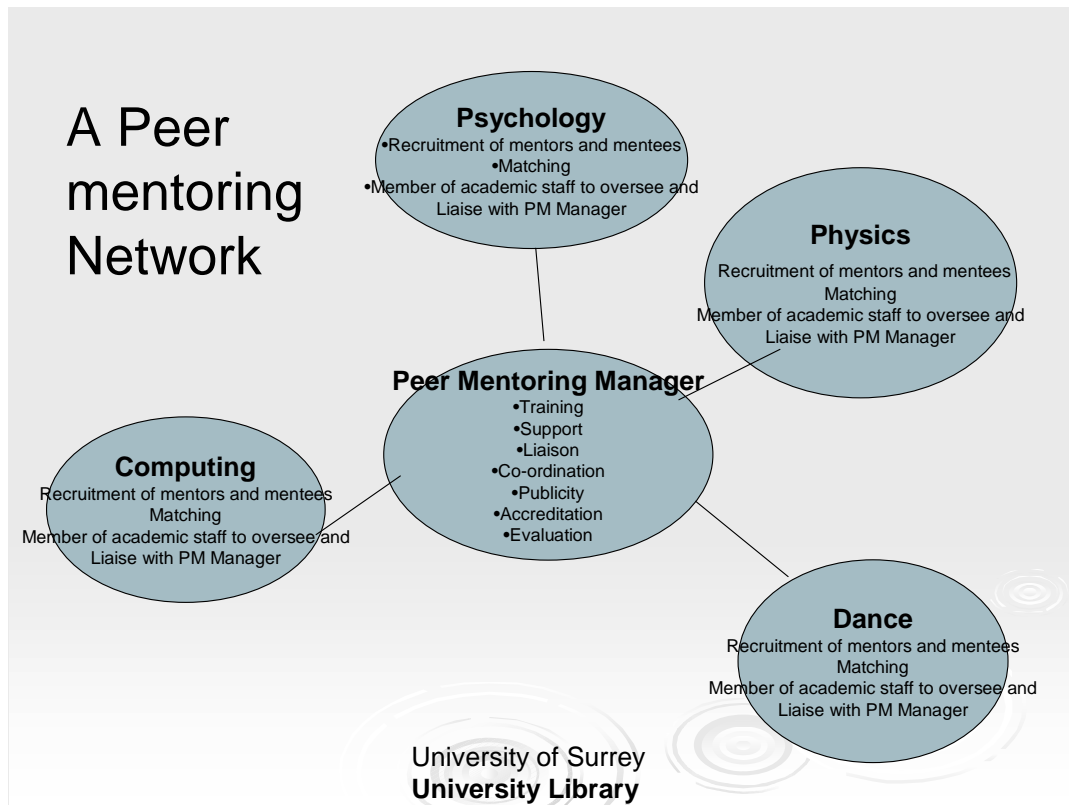 A Peer
mentoring
Network
Psychology
•Recruitment of mentors and mentees
•Matching
•Member of academic staff to oversee and
Liaise with PM Manager
Physics
Recruitment of mentors and mentees
Matching
Member of academic staff to oversee and
Liaise with PM Manager
Peer Mentoring Manager
•Training
•Support
•Liaison
•Co-ordination
•Publicity
•Accreditation
•Evaluation
Computing
Recruitment of mentors and mentees
Matching
Member of academic staff to oversee and
Liaise with PM Manager
Dance
Recruitment of mentors and mentees
Matching
Member of academic staff to oversee and
Liaise with PM Manager
University of Surrey
University Library